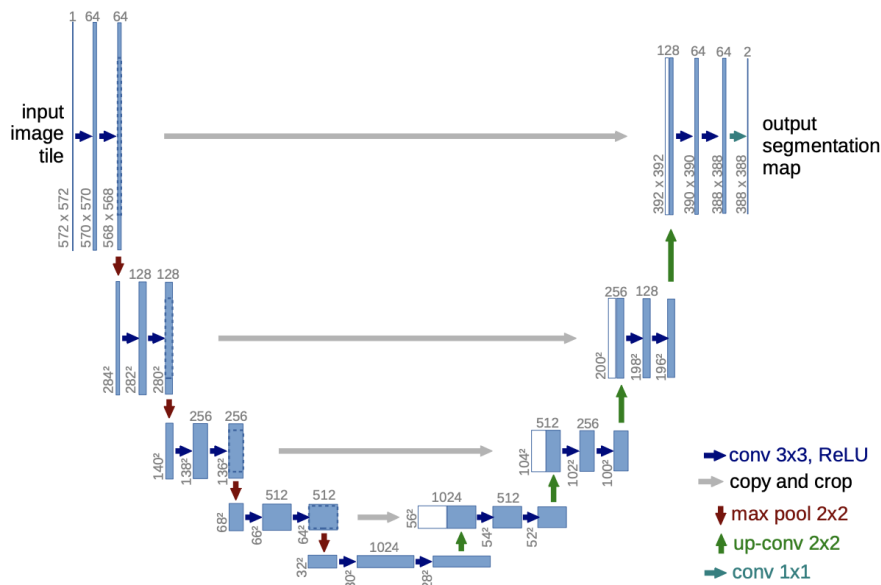 1 64 64
128 64 64 2
input
image
tile
output
segmentation
map
572 x 572
570 x 570
568 x 568
392 x 392
390 x 390
388 x 388
388 x 388
128 128
256 128
284²
282²
280²
200²
198²
196²
256 256
512 256
140²
138²
136²
104²
102²
100²
conv 3x3, ReLU
copy and crop
512 512
1024 512
68²
66²
64²
56²
54²
52²
max pool 2x2
up-conv 2x2
conv 1x1
1024
32²
30²
28²